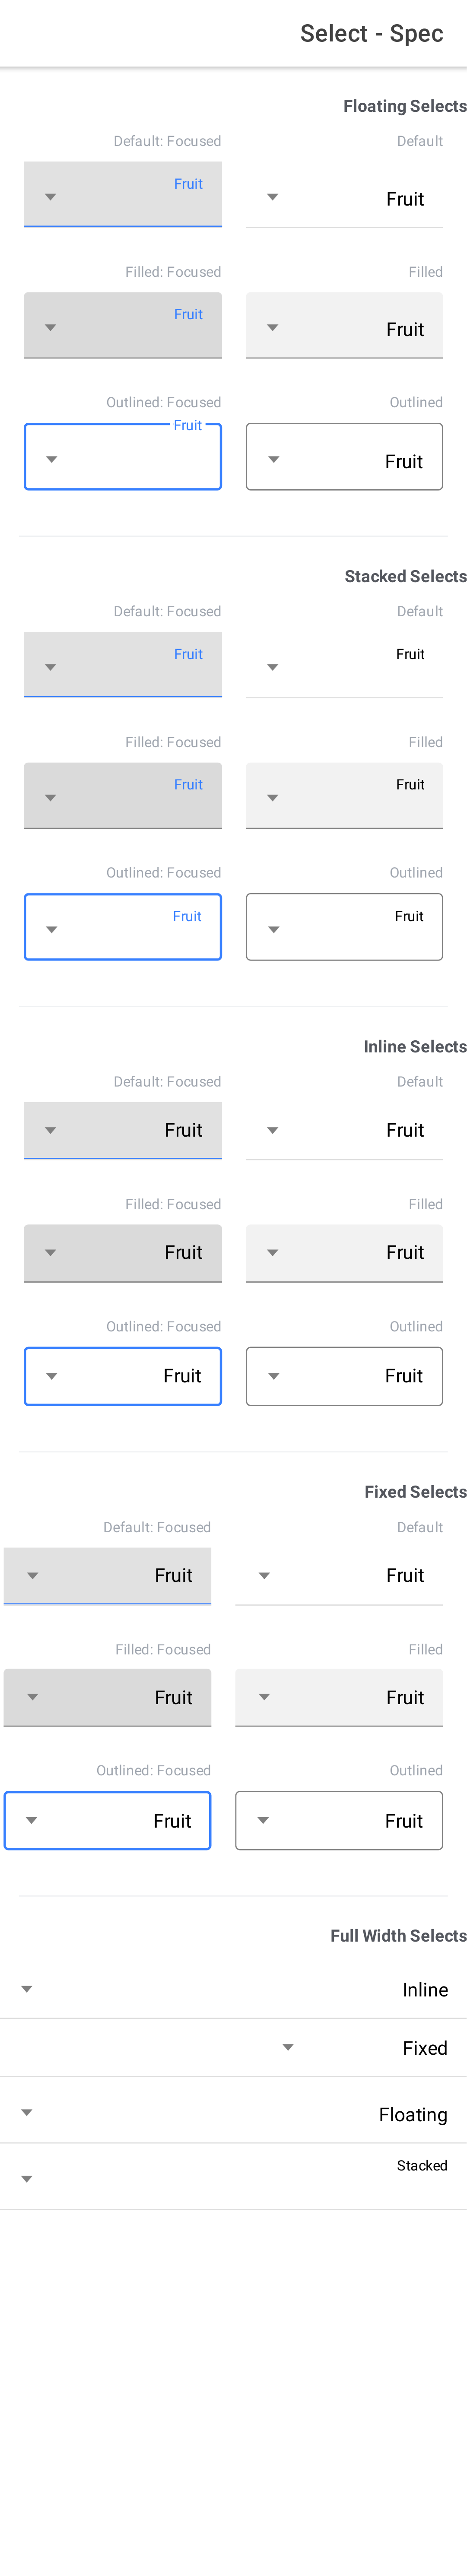 Select - Spec
Floating Selects
Default
Fruit
Default: Focused
Fruit
Filled
Fruit
Filled: Focused
Fruit
Outlined
Fruit
Outlined: Focused
Fruit
Stacked Selects
Default
Fruit
Default: Focused
Fruit
Filled
Fruit
Filled: Focused
Fruit
Outlined
Fruit
Outlined: Focused
Fruit
Inline Selects
Default
Fruit
Default: Focused
Fruit
Filled
Fruit
Filled: Focused
Fruit
Outlined
Fruit
Outlined: Focused
Fruit
Fixed Selects
Default
Fruit
Default: Focused
Fruit
Filled
Fruit
Filled: Focused
Fruit
Outlined
Fruit
Outlined: Focused
Fruit
Full Width Selects
Inline
Fixed
Floating
Stacked